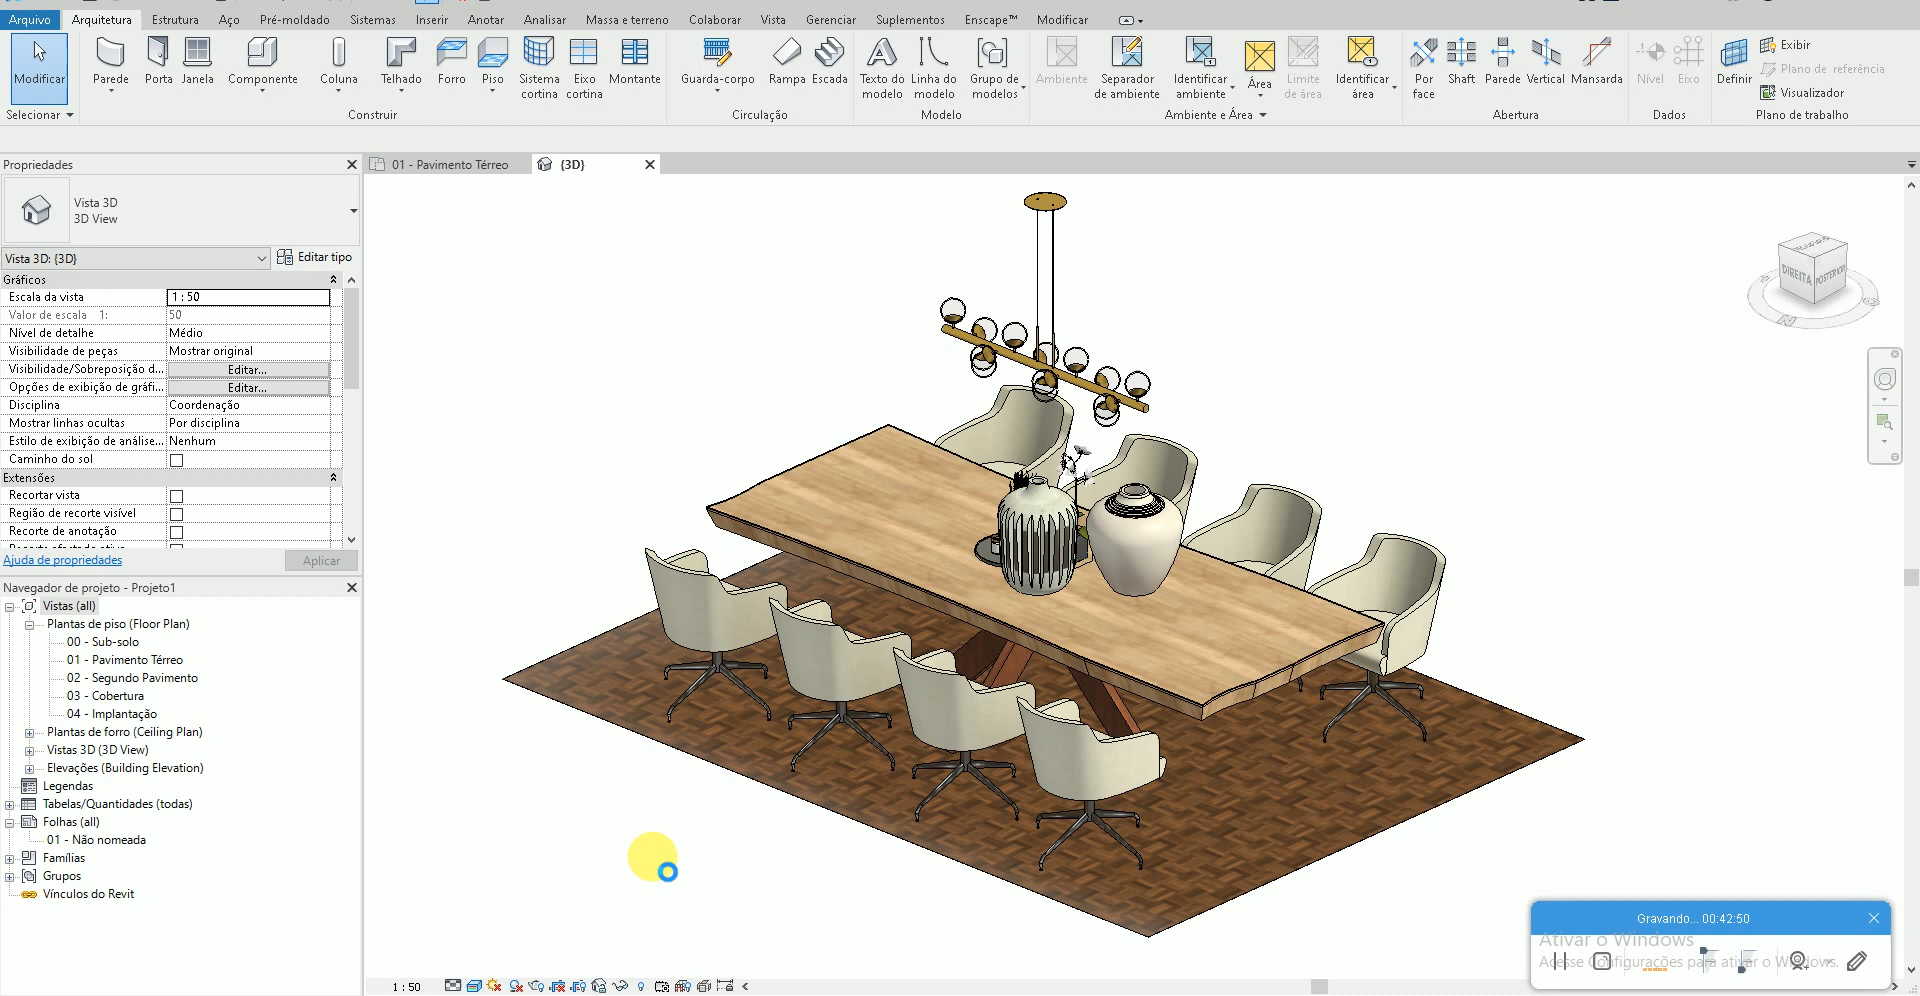 Arquivo Arquitetura Estrutura Aço Pré-moldado Sistemas Inserir Anotar Analisar Massa e terreno Colaborar Vista Gerenciar Suplementos Enscape™ Modificar
Modificar Parede Porta Janela Componente Coluna Telhado Forro Piso Sistema cortina Eixo cortina Montante Guarda-corpo Rampa Escada Texto do modelo Linha do modelo Grupo de modelos Ambiente Separador de ambiente Identificar ambiente Área Limite de área Identificar área Por face Shaft Parede Vertical Mansarda Nível Eixo Definir Exibir
Plano de referência
Visualizador
Selecionar Construir Circulação Modelo Ambiente e Área Abertura Dados Plano de trabalho
Propriedades
01 - Pavimento Térreo {3D}
Vista 3D
3D View
Vista 3D: {3D} Editar tipo
Gráficos
Escala da vista 1 : 50
Valor de escala 1: 50
Nível de detalhe Médio
Visibilidade de peças Mostrar original
Visibilidade/Sobreposição d... Editar...
Opções de exibição de gráfi... Editar...
Disciplina Coordenação
Mostrar linhas ocultas Por disciplina
Estilo de exibição de análise... Nenhum
Caminho do sol
Extensões
Recortar vista
Região de recorte visível
Recorte de anotação
Ajuda de propriedades Aplicar
Navegador de projeto - Projeto1
Vistas (all)
Plantas de piso (Floor Plan)
00 - Sub-solo
01 - Pavimento Térreo
02 - Segundo Pavimento
03 - Cobertura
04 - Implantação
Plantas de forro (Ceiling Plan)
Vistas 3D (3D View)
Elevações (Building Elevation)
Legendas
Tabelas/Quantidades (todas)
Folhas (all)
01 - Não nomeada
Famílias
Grupos
Vínculos do Revit
DIREITA POSTERIOR
N
Gravando... 00:42:50
Ativar o Windows
Acesse Configurações para ativar o Windows.
1 : 50